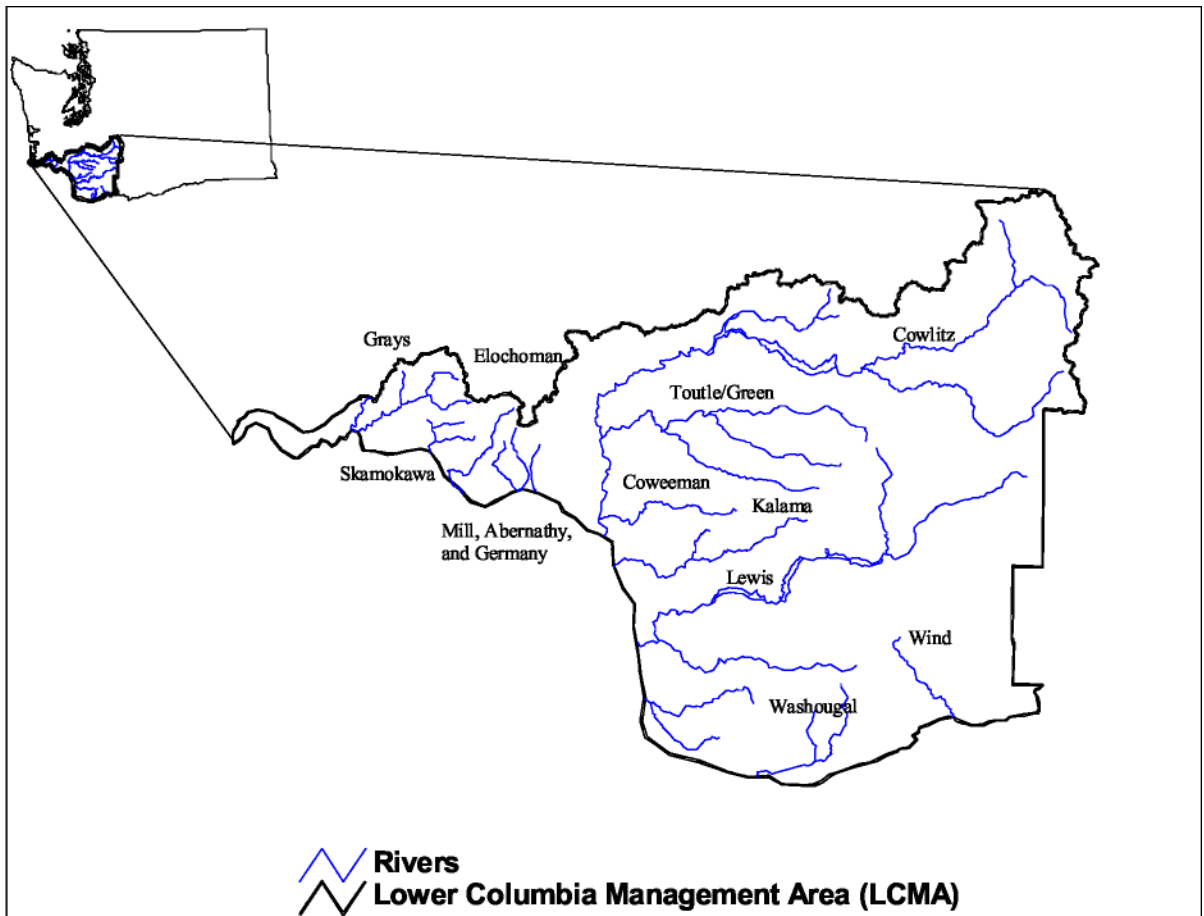 Grays
Elochoman
Cowlitz
Toutle/Green
Skamokawa
Coweeman
Kalama
Mill, Abernathy,
and Germany
Lewis
Wind
Washougal
Rivers
Lower Columbia Management Area (LCMA)